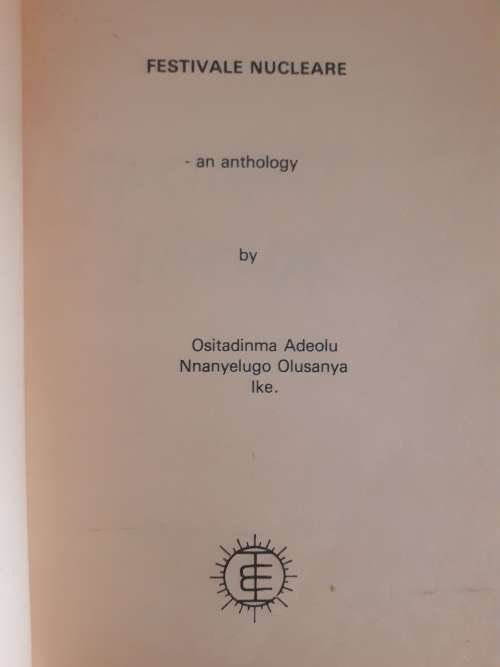 FESTIVALE NUCLEARE
- an anthology
by
Ositadinma Adeolu
Nnanyelugo Olusanya
Ike.